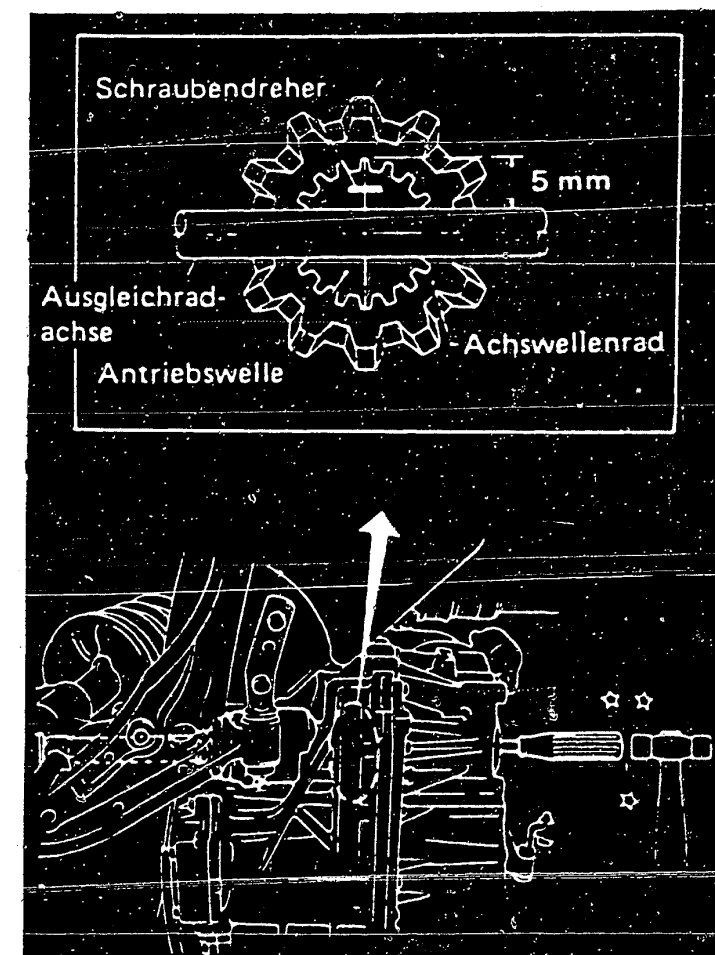 Schraubendreher
5 mm
Ausgleichrad-
achse
Achswellenrad
Antriebswelle